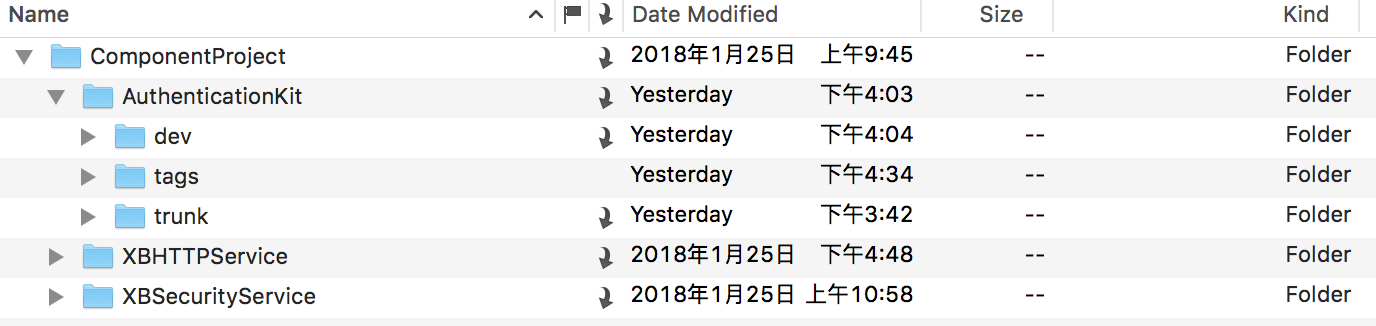 Name Date Modified Size Kind
ComponentProject 2018年1月25日 上午9:45 -- Folder
AuthenticationKit Yesterday 下午4:03 -- Folder
dev Yesterday 下午4:04 -- Folder
tags Yesterday 下午4:34 -- Folder
trunk Yesterday 下午3:42 -- Folder
XBHTTPService 2018年1月25日 下午4:48 -- Folder
XBSecurityService 2018年1月25日 上午10:58 -- Folder